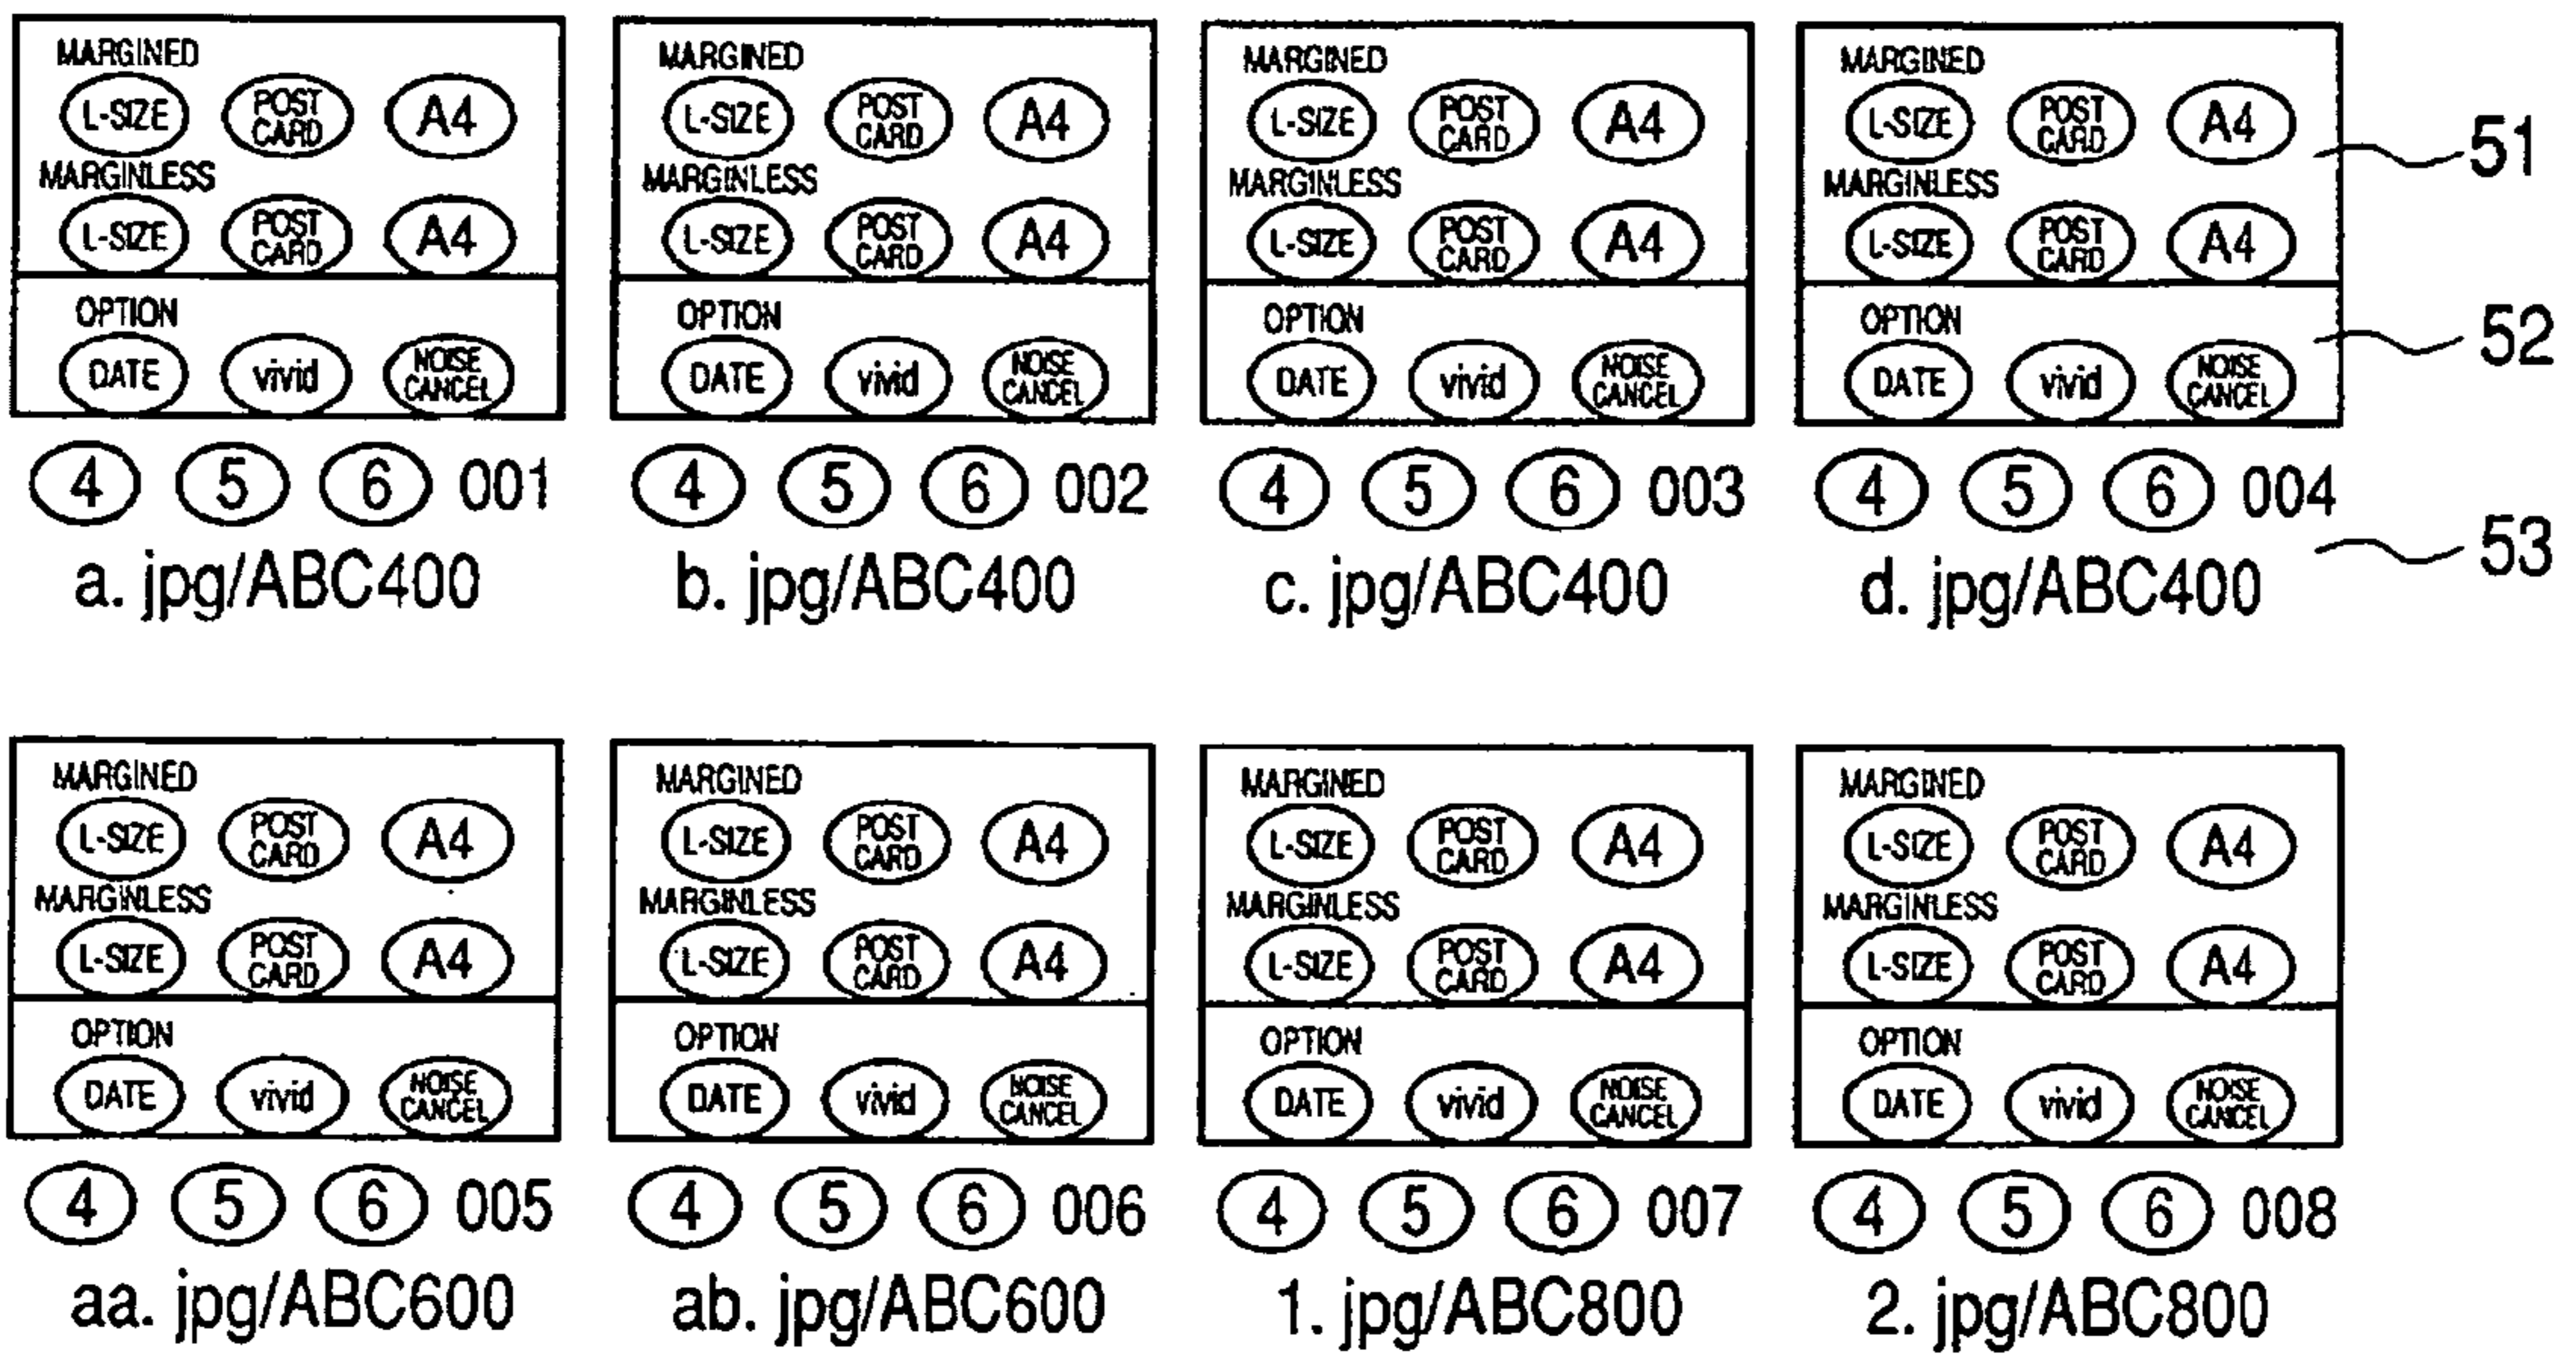 MARGINED
L-SIZE POST CARD A4
MARGINLESS
L-SIZE POST CARD A4
OPTION
DATE vivid NOISE CANCEL
4 5 6 001
a. jpg/ABC400
MARGINED
L-SIZE POST CARD A4
MARGINLESS
L-SIZE POST CARD A4
OPTION
DATE vivid NOISE CANCEL
4 5 6 002
b. jpg/ABC400
MARGINED
L-SIZE POST CARD A4
MARGINLESS
L-SIZE POST CARD A4
OPTION
DATE vivid NOISE CANCEL
4 5 6 003
c. jpg/ABC400
MARGINED
L-SIZE POST CARD A4
MARGINLESS
L-SIZE POST CARD A4
OPTION
DATE vivid NOISE CANCEL
4 5 6 004
d. jpg/ABC400
51
52
53
MARGINED
L-SIZE POST CARD A4
MARGINLESS
L-SIZE POST CARD A4
OPTION
DATE vivid NOISE CANCEL
4 5 6 005
aa. jpg/ABC600
MARGINED
L-SIZE POST CARD A4
MARGINLESS
L-SIZE POST CARD A4
OPTION
DATE vivid NOISE CANCEL
4 5 6 006
ab. jpg/ABC600
MARGINED
L-SIZE POST CARD A4
MARGINLESS
L-SIZE POST CARD A4
OPTION
DATE vivid NOISE CANCEL
4 5 6 007
1. jpg/ABC800
MARGINED
L-SIZE POST CARD A4
MARGINLESS
L-SIZE POST CARD A4
OPTION
DATE vivid NOISE CANCEL
4 5 6 008
2. jpg/ABC800